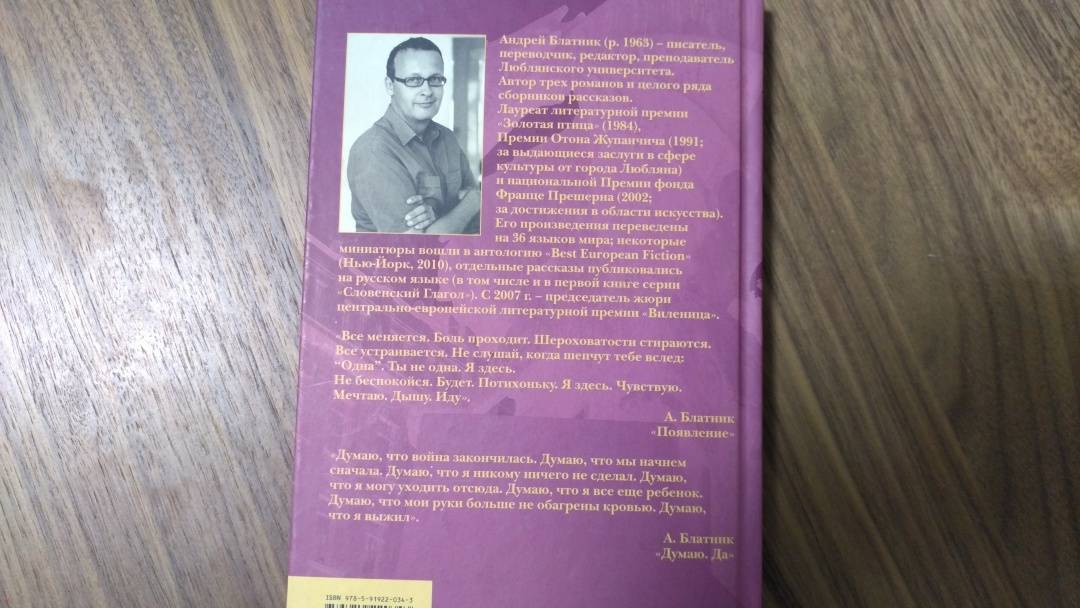 Андрей Блатник (р. 1963) – писатель,
переводчик, редактор, преподаватель
Люблянского университета.
Автор трех романов и целого ряда
сборников рассказов.
Лауреат литературной премии
«Золотая птица» (1984),
Премии Отона Жупанчича (1991;
за выдающиеся заслуги в сфере
культуры от города Любляна)
и национальной Премии фонда
Франце Прешерна (2002;
за достижения в области искусства).
Его произведения переведены
на 36 языков мира; некоторые
миниатюры вошли в антологию «Best European Fiction»
(Нью-Йорк, 2010), отдельные рассказы публиковались
на русском языке (в том числе и в первой книге серии
«Словенский Глагол»). С 2007 г. – председатель жюри
центрально-европейской литературной премии «Виленица».
«Все меняется. Боль проходит. Шероховатости стираются.
Все устраивается. Не слушай, когда шепчут тебе вслед:
“Одна”. Ты не одна. Я здесь.
Не беспокойся. Будет. Потихоньку. Я здесь. Чувствую.
Мечтаю. Дышу. Иду».
А. Блатник
«Появление»
«Думаю, что война закончилась. Думаю, что мы начнем
сначала. Думаю, что я никому ничего не сделал. Думаю,
что я могу уходить отсюда. Думаю, что я все еще ребенок.
Думаю, что мои руки больше не обагрены кровью. Думаю,
что я выжил».
А. Блатник
«Думаю. Да»
ISBN 978-5-91922-034-3